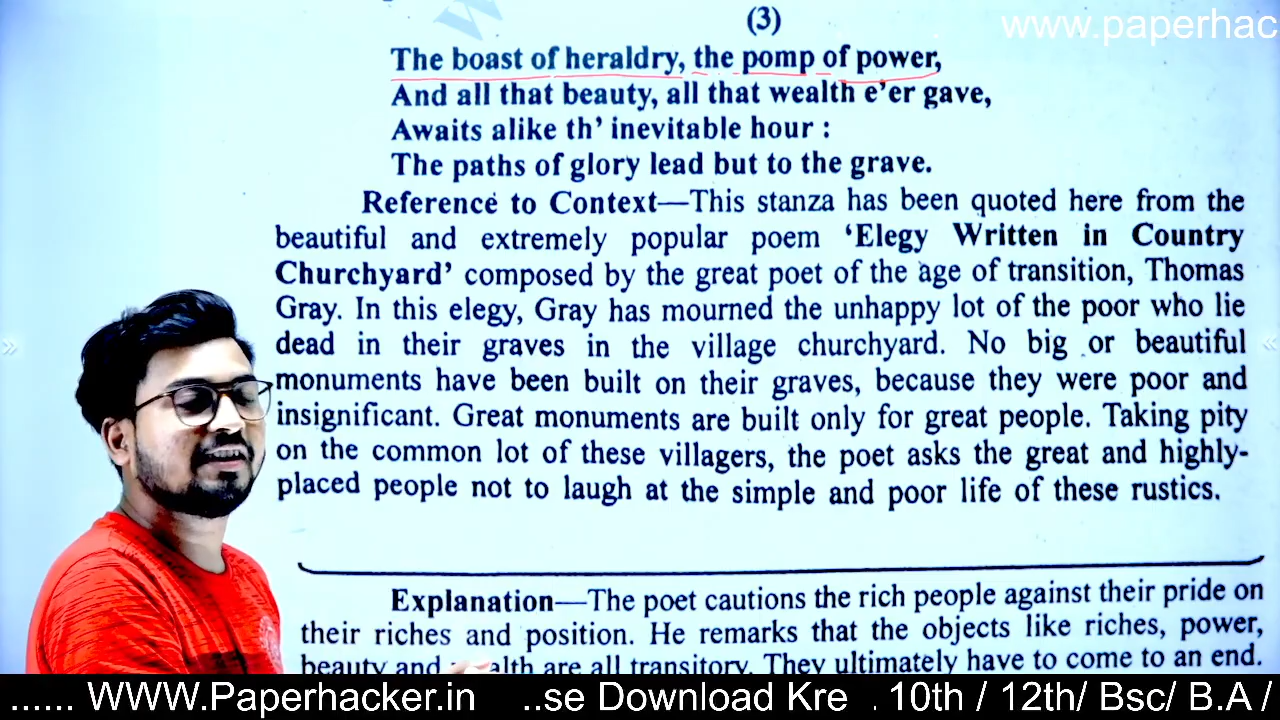 (3)
www.paperhac
The boast of heraldry, the pomp of power,
And all that beauty, all that wealth e'er gave,
Awaits alike th' inevitable hour :
The paths of glory lead but to the grave.
Reference to Context—This stanza has been quoted here from the
beautiful and extremely popular poem 'Elegy Written in Country
Churchyard' composed by the great poet of the age of transition, Thomas
Gray. In this elegy, Gray has mourned the unhappy lot of the poor who lie
dead in their graves in the village churchyard. No big or beautiful
monuments have been built on their graves, because they were poor and
insignificant. Great monuments are built only for great people. Taking pity
on the common lot of these villagers, the poet asks the great and highly-
placed people not to laugh at the simple and poor life of these rustics.
Explanation—The poet cautions the rich people against their pride on
their riches and position. He remarks that the objects like riches, power,
beauty and are all transitory. They ultimately have to come to an end.
...... WWW.Paperhacker.in ..se Download Kre . 10th / 12th/ Bsc/ B.A /